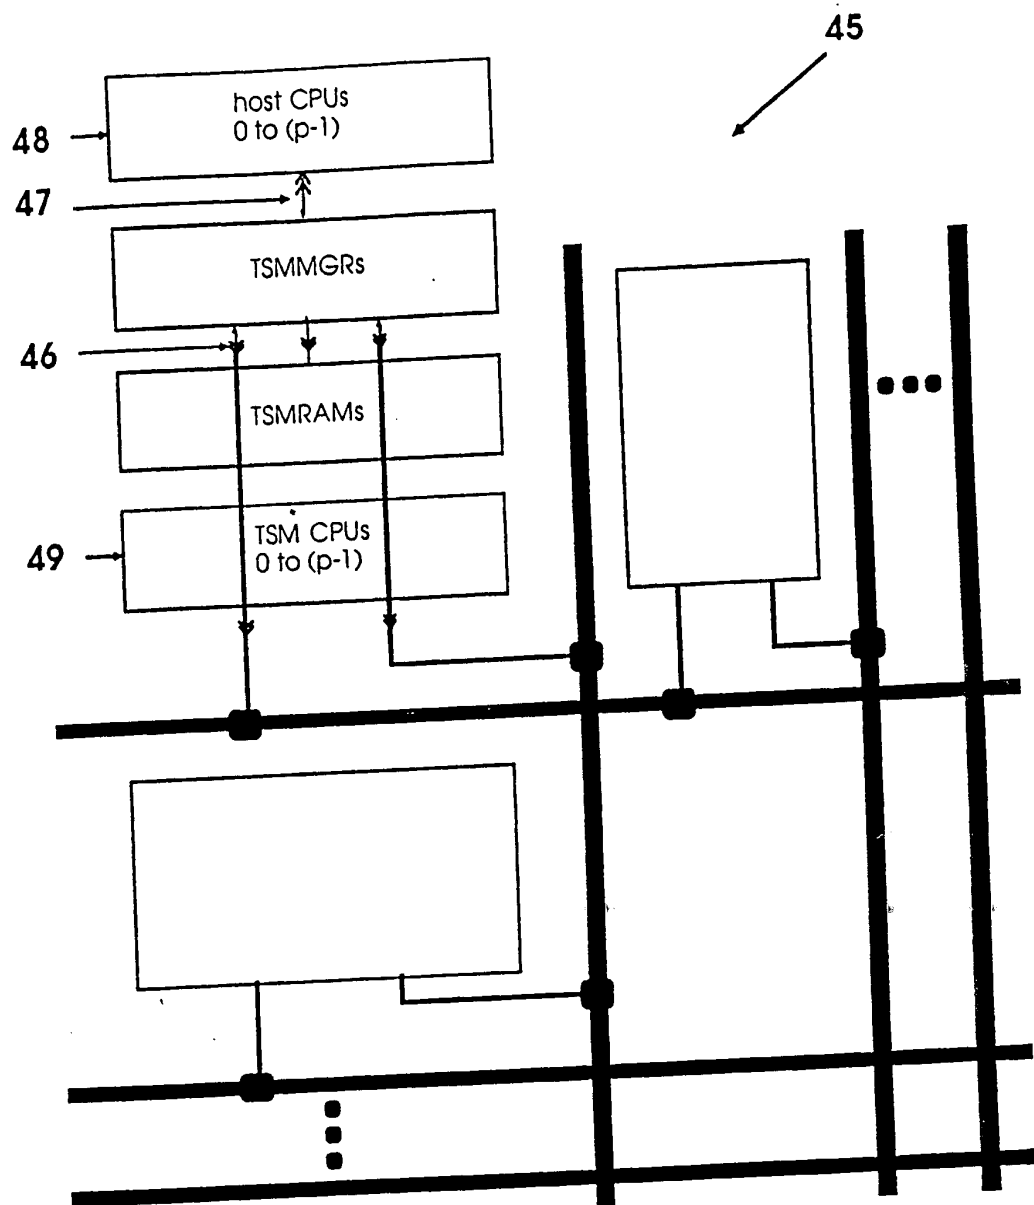 45
host CPUs
0 to (p-1)
48
47
TSMMGRs
46
TSMRAMs
TSM CPUs
0 to (p-1)
49